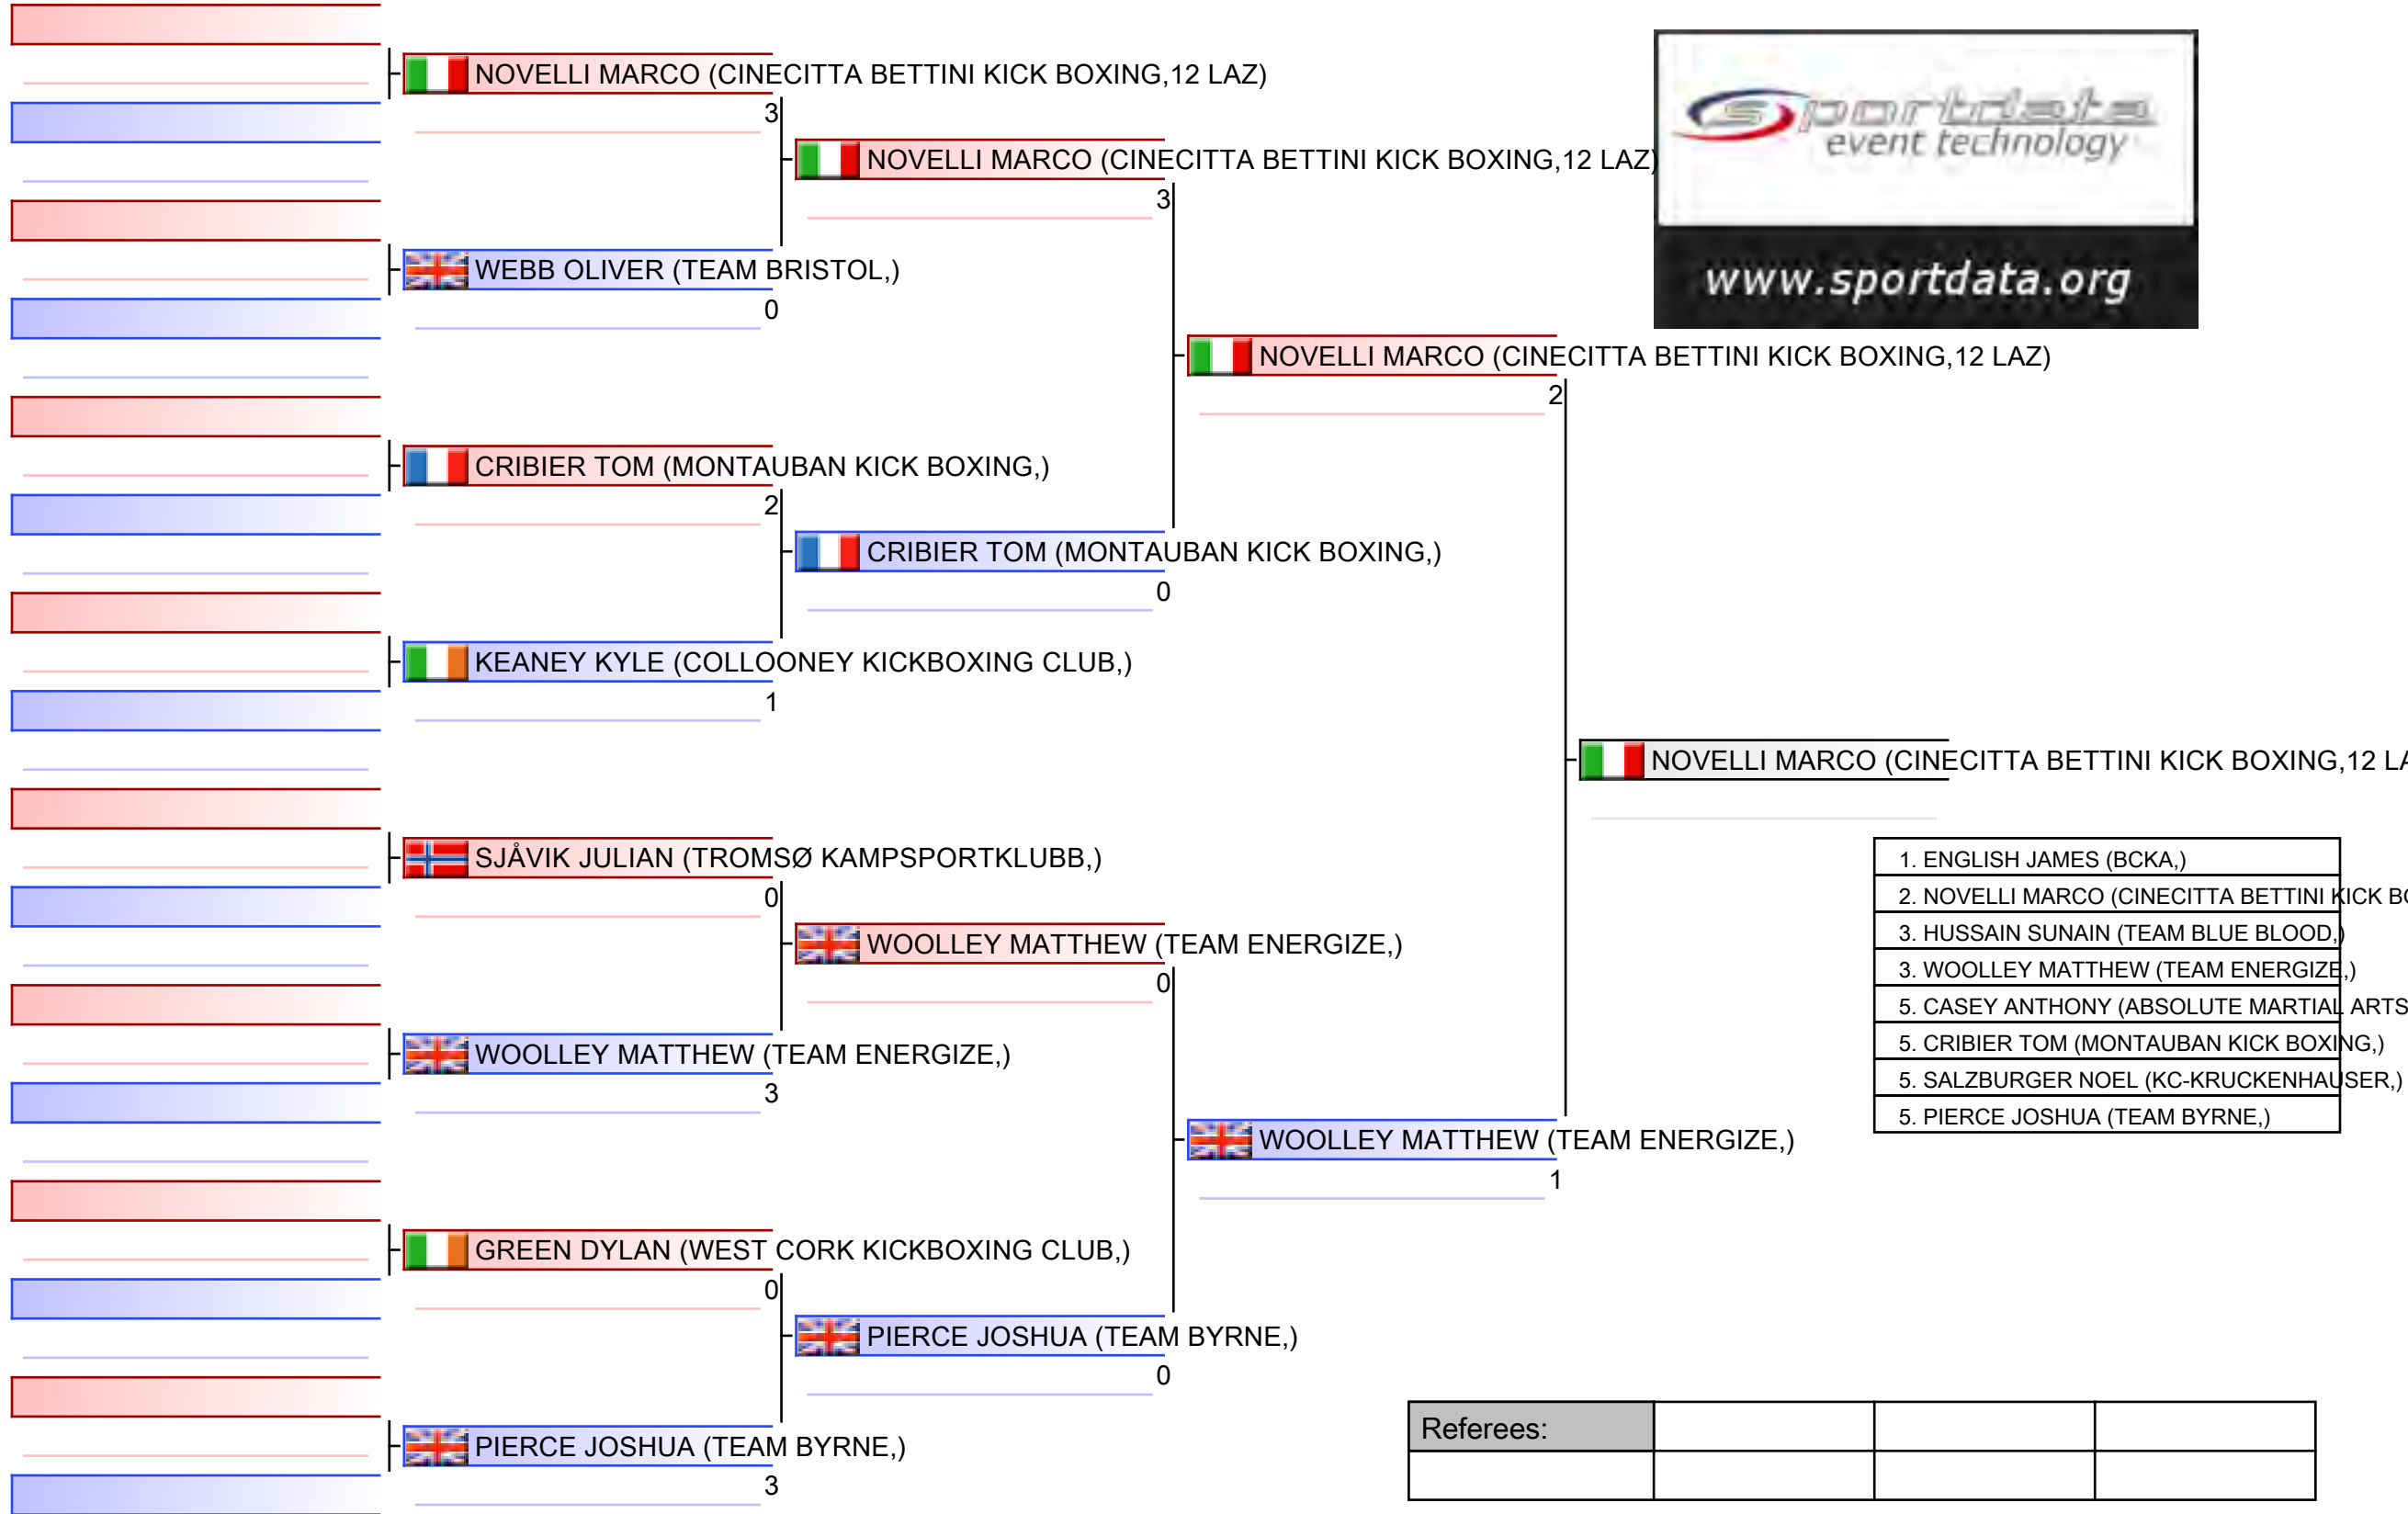 NOVELLI MARCO (CINECITTA BETTINI KICK BOXING,12 LAZ)
3
WEBB OLIVER (TEAM BRISTOL,)
0
CRIBIER TOM (MONTAUBAN KICK BOXING,)
2
KEANEY KYLE (COLLOONEY KICKBOXING CLUB,)
1
SJÅVIK JULIAN (TROMSØ KAMPSPORTKLUBB,)
0
WOOLLEY MATTHEW (TEAM ENERGIZE,)
3
GREEN DYLAN (WEST CORK KICKBOXING CLUB,)
0
PIERCE JOSHUA (TEAM BYRNE,)
3
NOVELLI MARCO (CINECITTA BETTINI KICK BOXING,12 LAZ)
3
CRIBIER TOM (MONTAUBAN KICK BOXING,)
0
WOOLLEY MATTHEW (TEAM ENERGIZE,)
0
PIERCE JOSHUA (TEAM BYRNE,)
0
NOVELLI MARCO (CINECITTA BETTINI KICK BOXING,12 LAZ)
2
WOOLLEY MATTHEW (TEAM ENERGIZE,)
1
NOVELLI MARCO (CINECITTA BETTINI KICK BOXING,12 LA
sportdata
event technology
www.sportdata.org
1. ENGLISH JAMES (BCKA,)
2. NOVELLI MARCO (CINECITTA BETTINI KICK BO
3. HUSSAIN SUNAIN (TEAM BLUE BLOOD,)
3. WOOLLEY MATTHEW (TEAM ENERGIZE,)
5. CASEY ANTHONY (ABSOLUTE MARTIAL ARTS
5. CRIBIER TOM (MONTAUBAN KICK BOXING,)
5. SALZBURGER NOEL (KC-KRUCKENHAUSER,)
5. PIERCE JOSHUA (TEAM BYRNE,)
Referees: